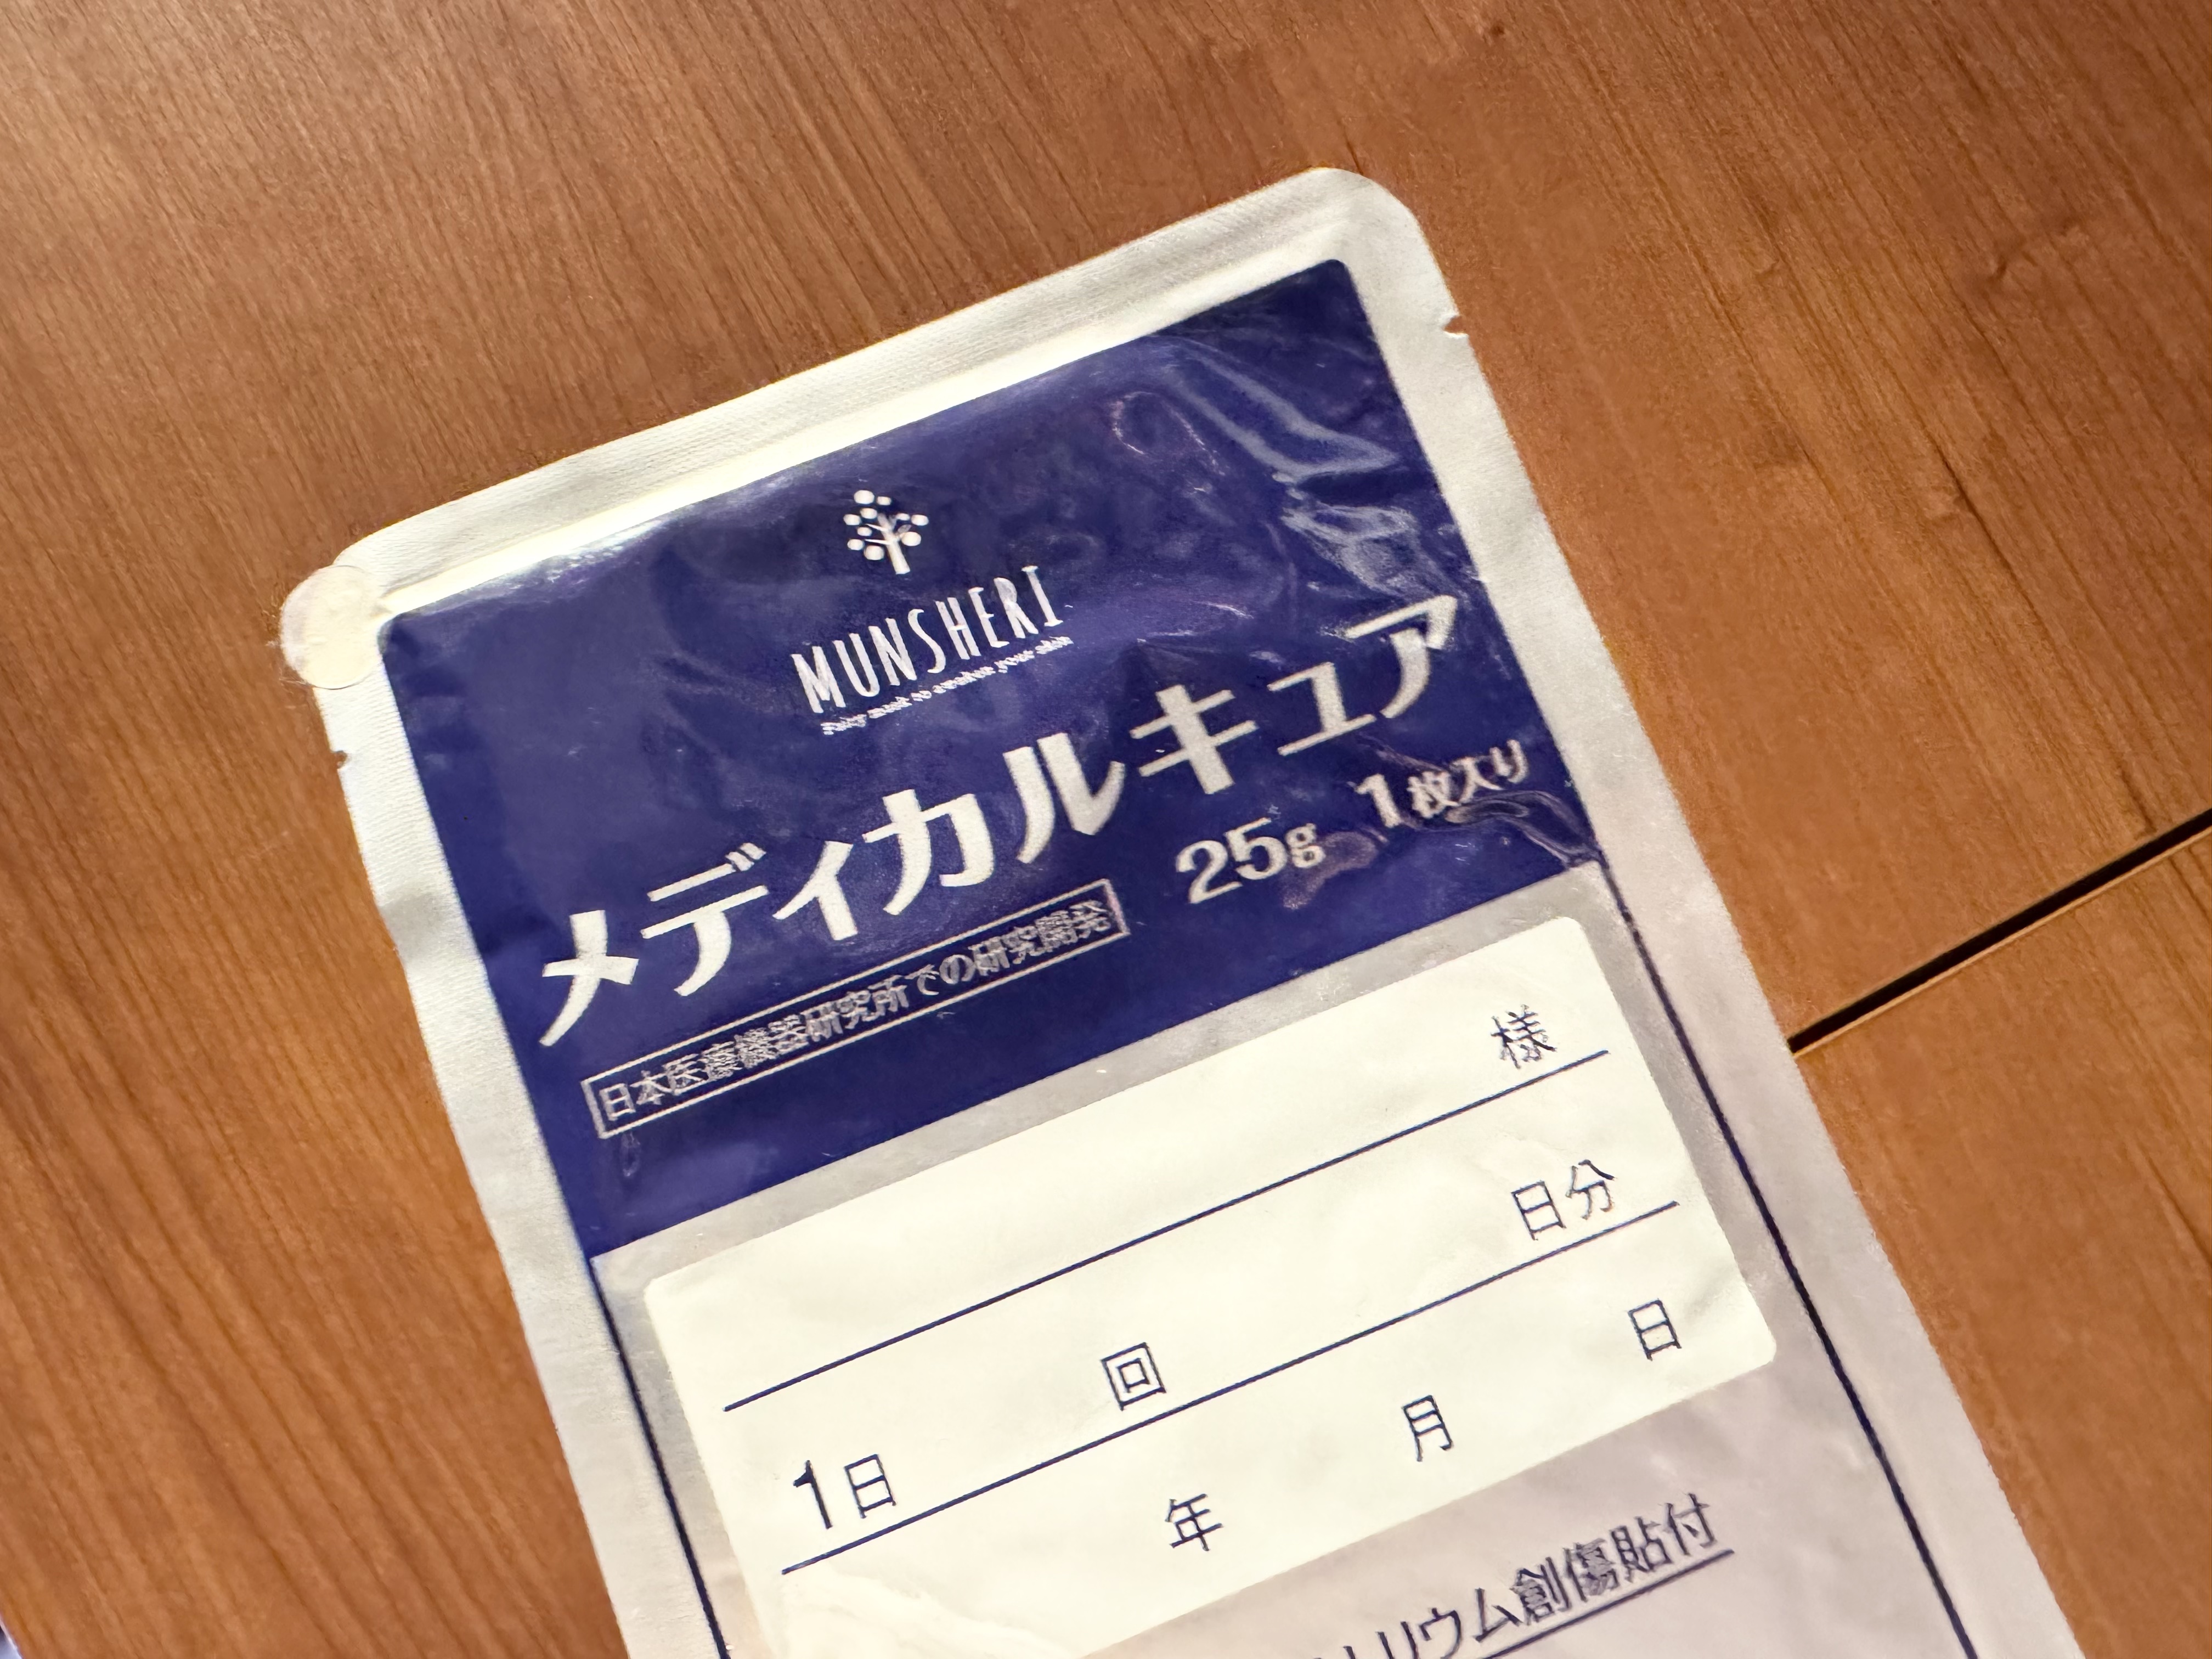 MUNSHERI
メディカルキュア
25g 1枚入り
日本医療機器研究所での研究開発
様
日分
1日 回
年 月 日
トリウム創傷貼付